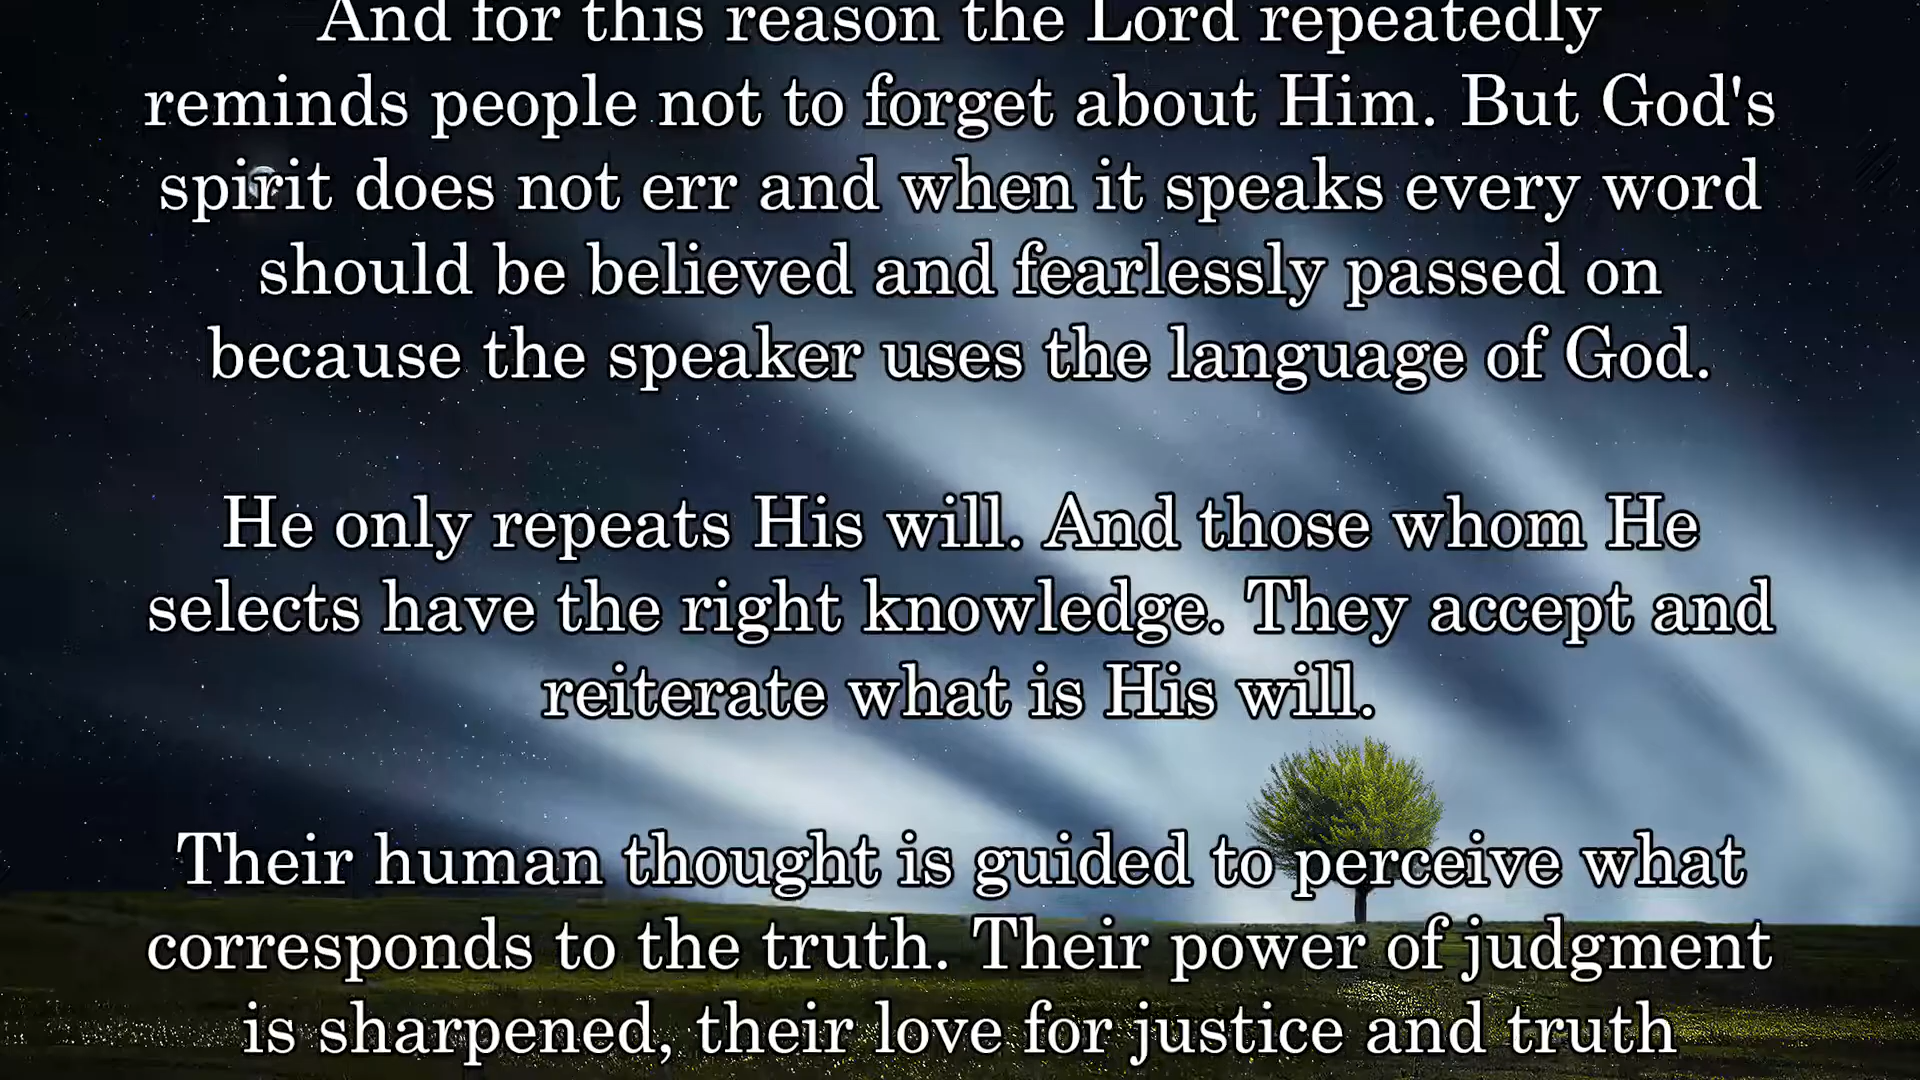 And for this reason the Lord repeatedly
reminds people not to forget about Him. But God's
spirit does not err and when it speaks every word
should be believed and fearlessly passed on
because the speaker uses the language of God.
He only repeats His will. And those whom He
selects have the right knowledge. They accept and
reiterate what is His will.
Their human thought is guided to perceive what
corresponds to the truth. Their power of judgment
is sharpened, their love for justice and truth